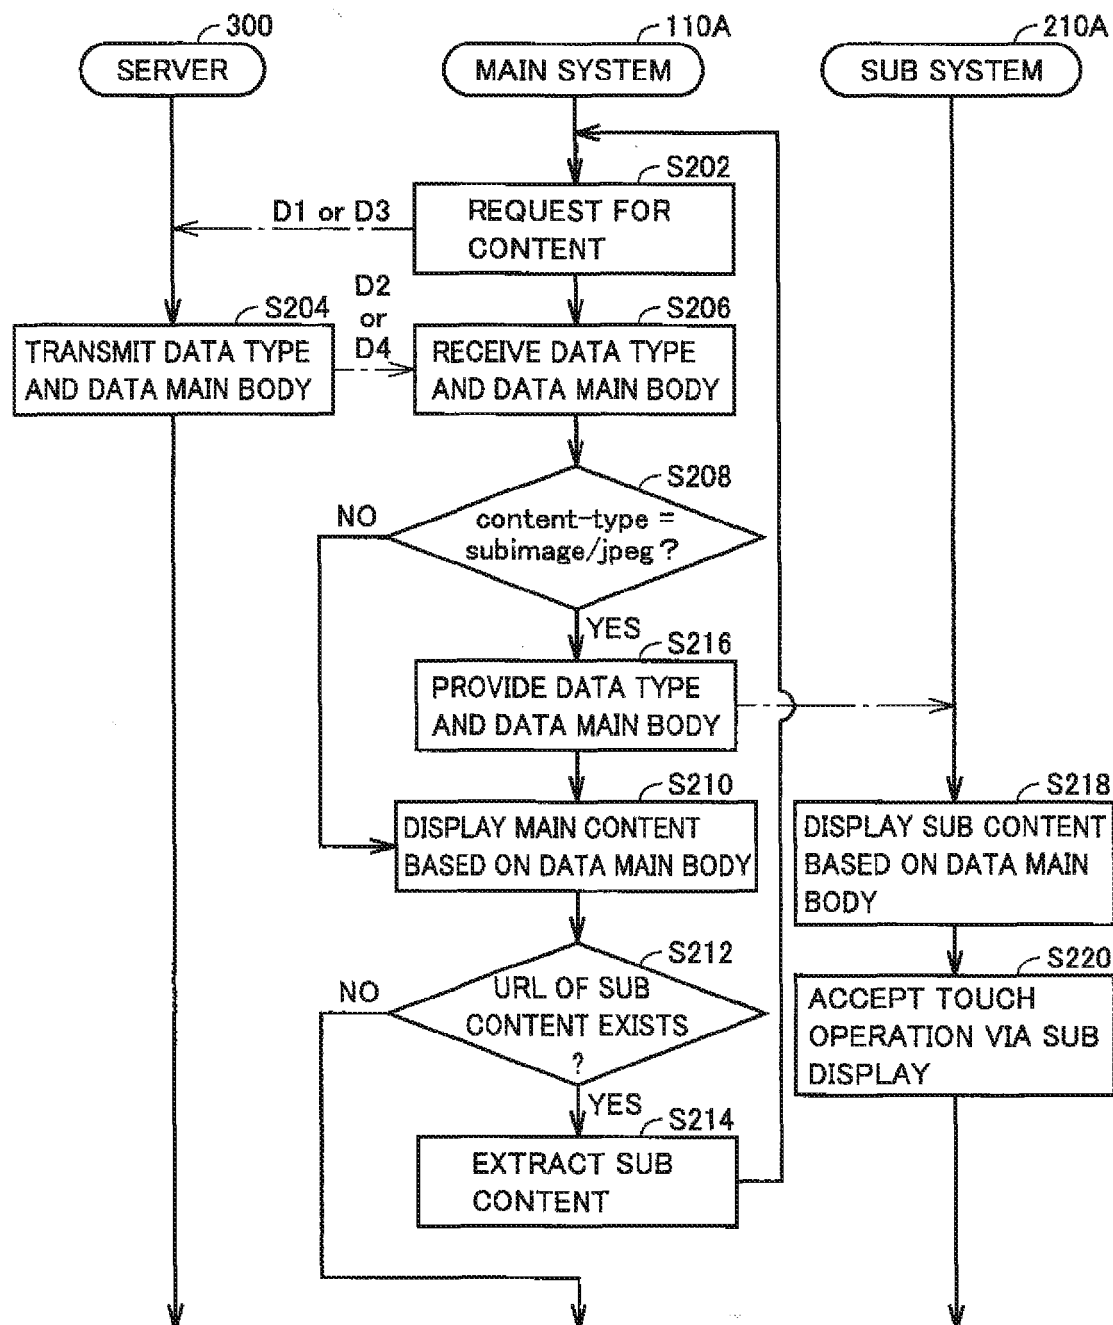 300
SERVER
110A
MAIN SYSTEM
210A
SUB SYSTEM
S202
REQUEST FOR
CONTENT
D1 or D3
S204
TRANSMIT DATA TYPE
AND DATA MAIN BODY
D2
or
D4
S206
RECEIVE DATA TYPE
AND DATA MAIN BODY
S208
content-type =
subimage/jpeg?
NO
YES
S216
PROVIDE DATA TYPE
AND DATA MAIN BODY
S210
DISPLAY MAIN CONTENT
BASED ON DATA MAIN BODY
S218
DISPLAY SUB CONTENT
BASED ON DATA MAIN
BODY
S212
URL OF SUB
CONTENT EXISTS
?
NO
YES
S220
ACCEPT TOUCH
OPERATION VIA SUB
DISPLAY
S214
EXTRACT SUB
CONTENT